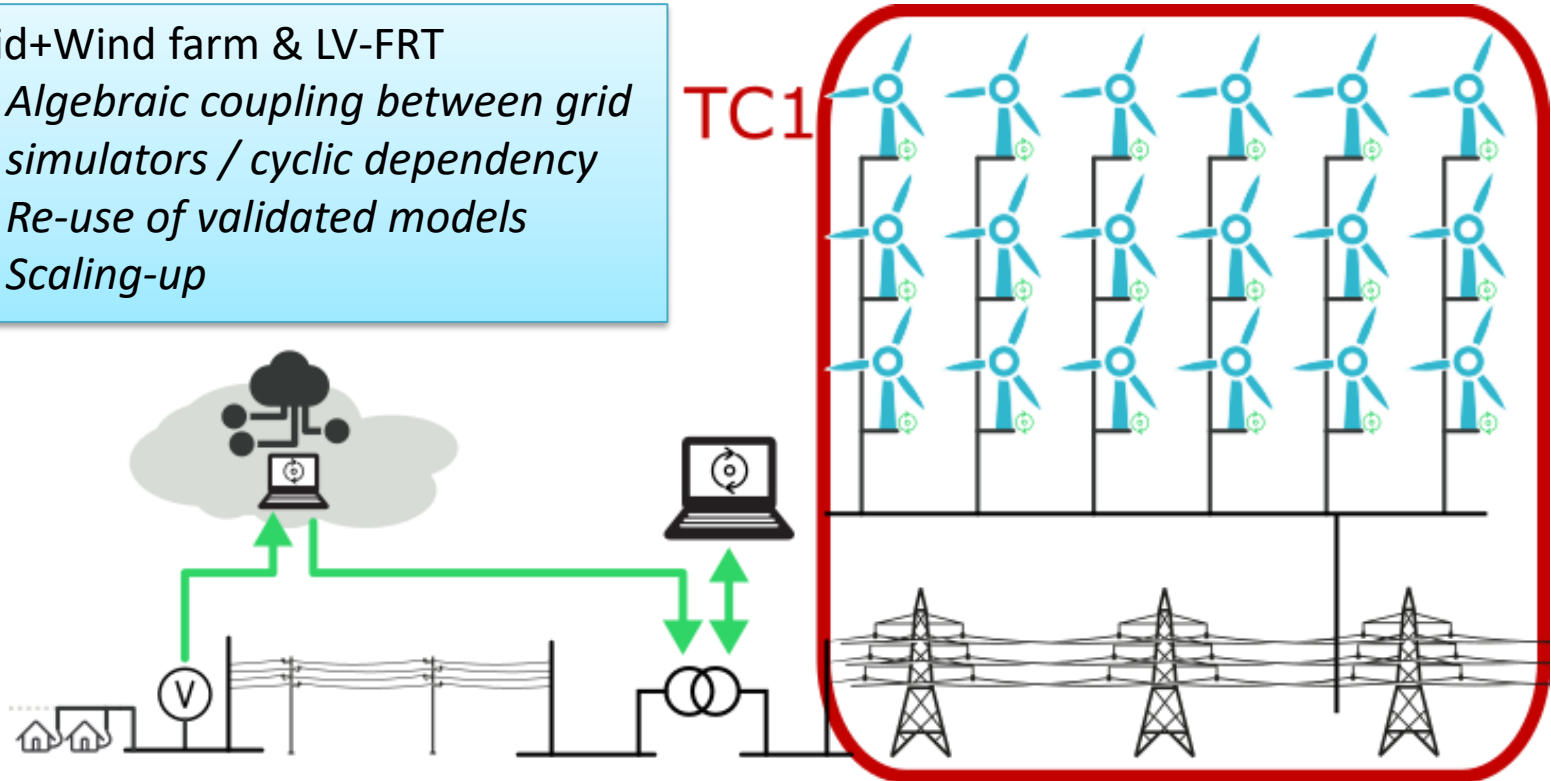 id+Wind farm & LV-FRT
Algebraic coupling between grid
simulators / cyclic dependency
Re-use of validated models
Scaling-up
TC1
V